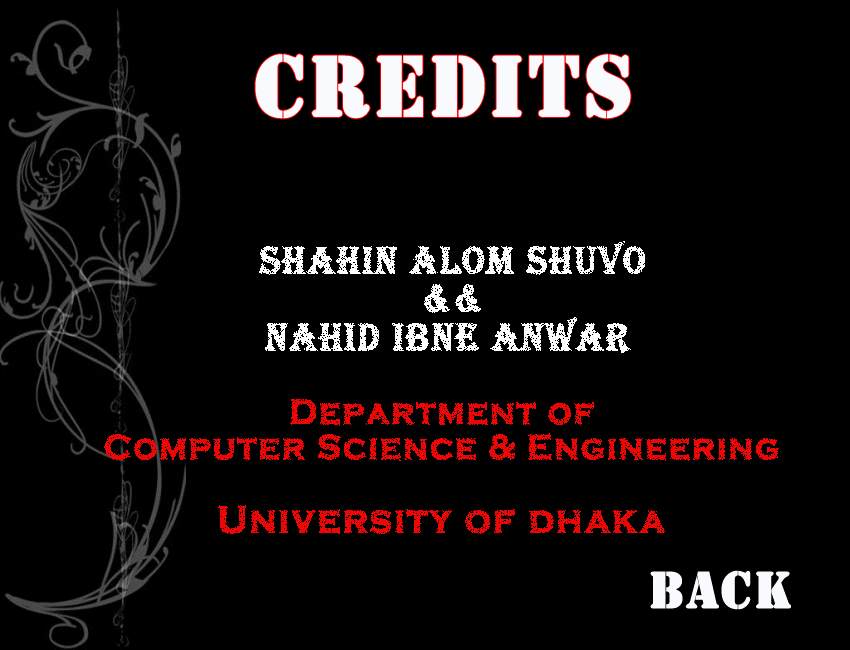 CREDITS
SHAHIN ALOM SHUVO
&&
NAHID IBNE ANWAR
DEPARTMENT OF
COMPUTER SCIENCE & ENGINEERING
UNIVERSITY OF DHAKA
BACK